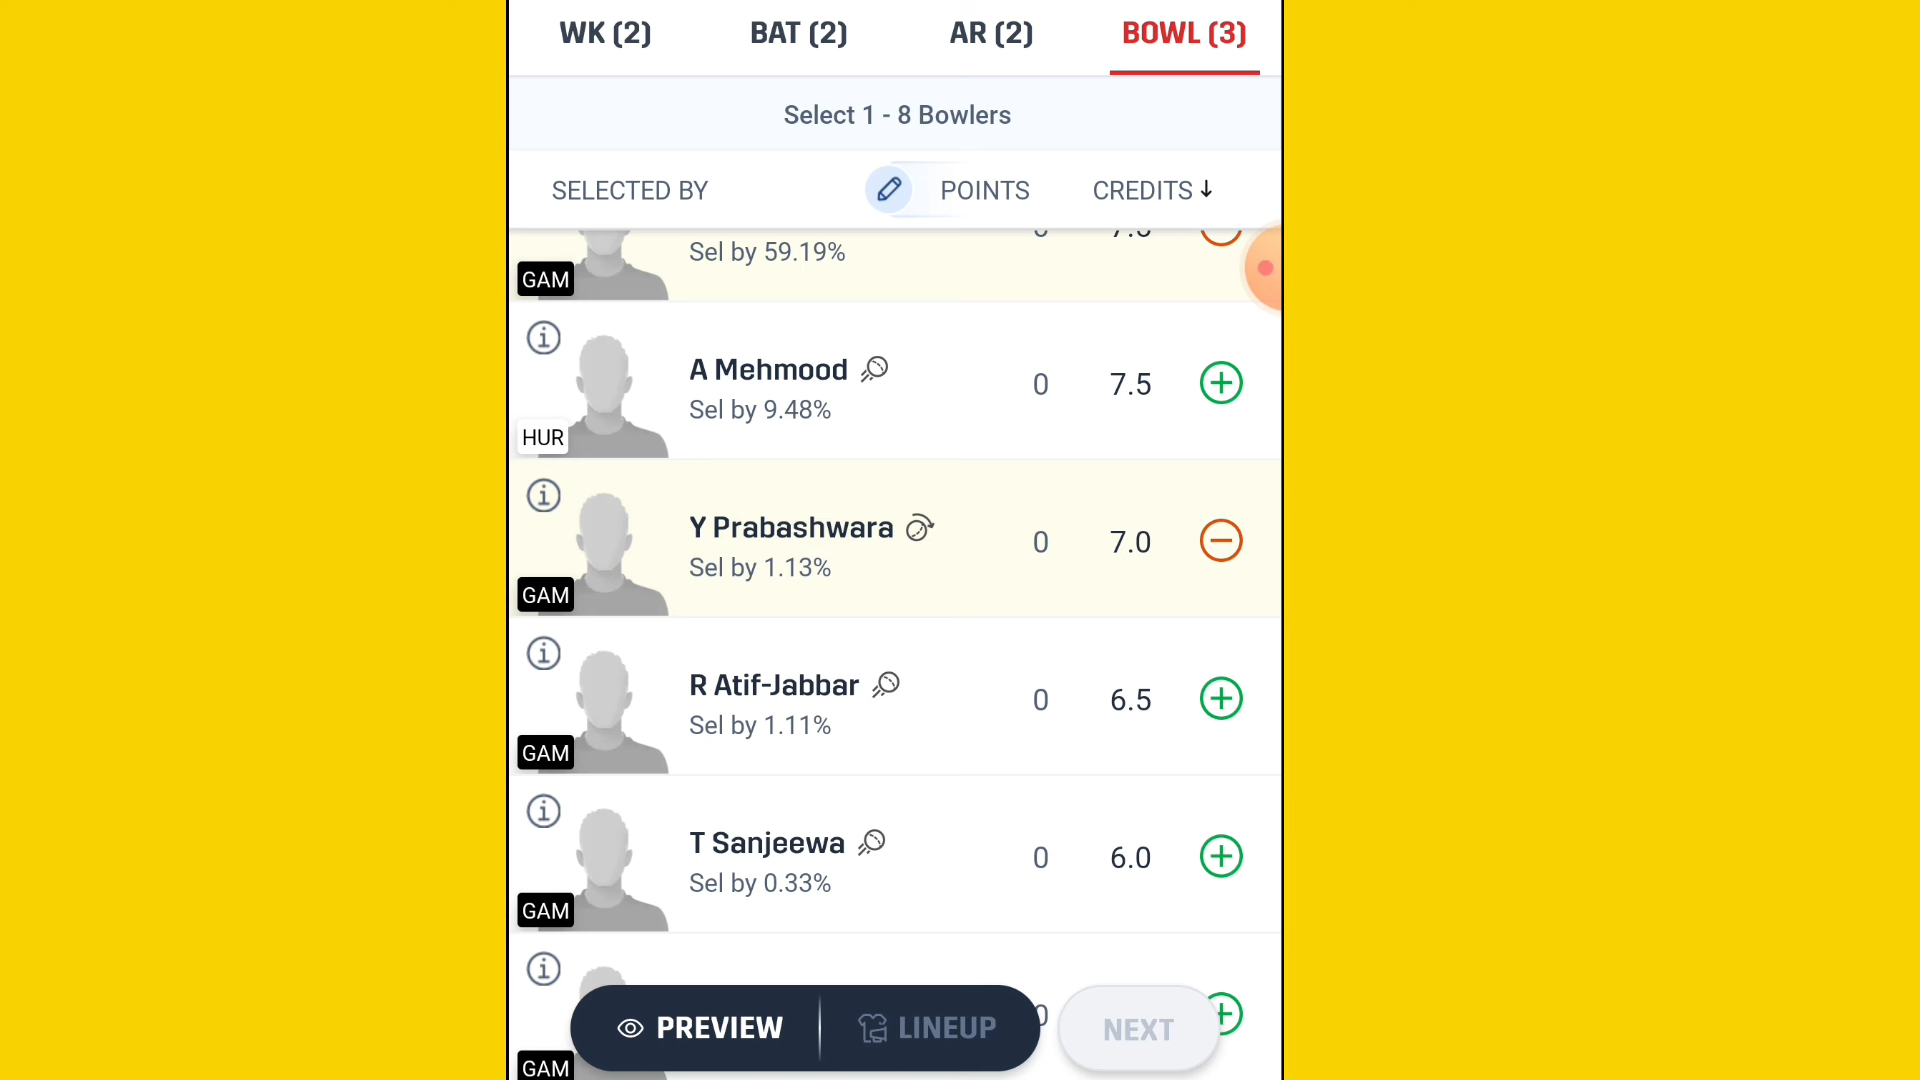 WK (2) BAT (2) AR (2) BOWL (3)
Select 1 - 8 Bowlers
SELECTED BY POINTS CREDITS ↓
Sel by 59.19%
GAM
A Mehmood 0 7.5
Sel by 9.48%
HUR
Y Prabashwara 0 7.0
Sel by 1.13%
GAM
R Atif-Jabbar 0 6.5
Sel by 1.11%
GAM
T Sanjeewa 0 6.0
Sel by 0.33%
GAM
PREVIEW LINEUP NEXT
GAM